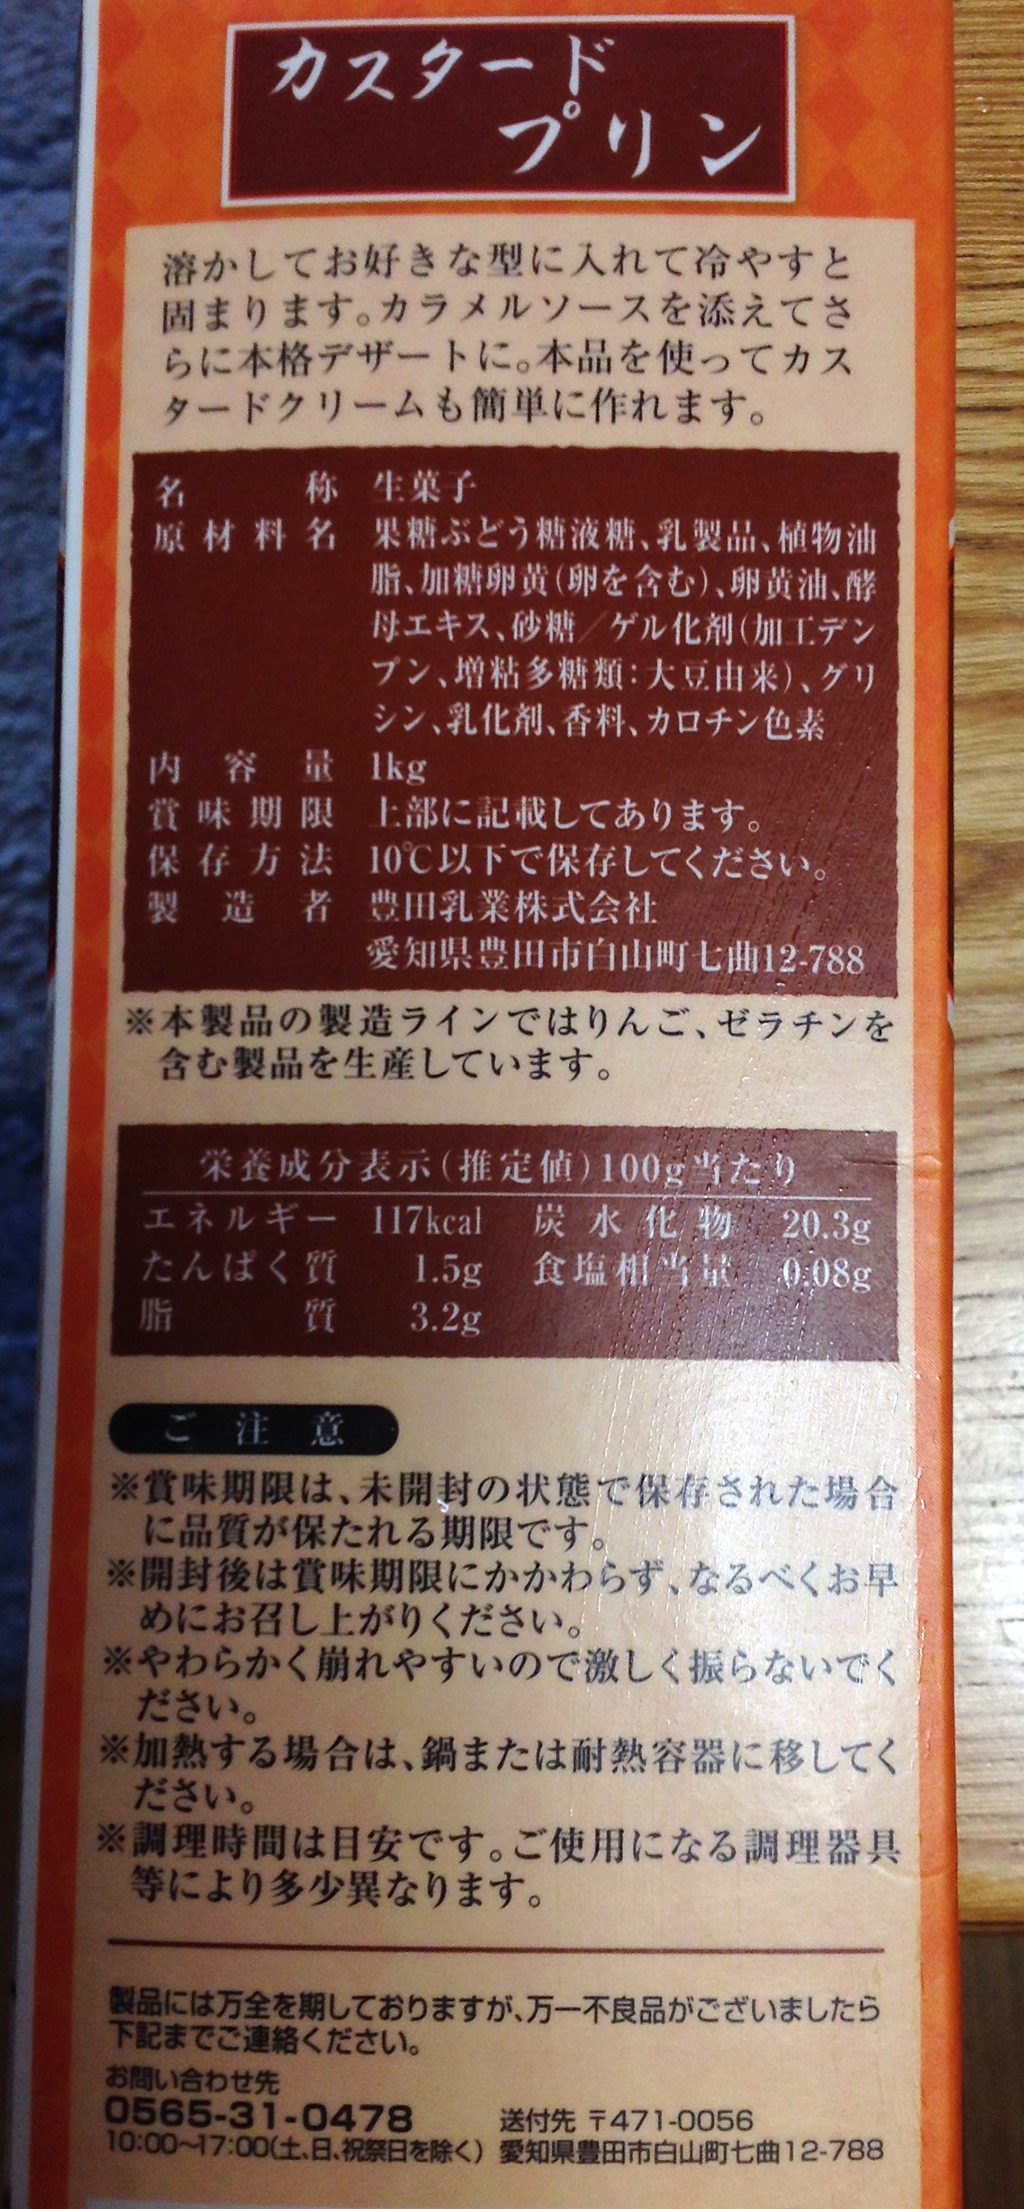 カスタード
プリン
溶かしてお好きな型に入れて冷やすと
固まります。カラメルソースを添えてさ
らに本格デザートに。本品を使ってカス
タードクリームも簡単に作れます。
名称 生菓子
原材料名 果糖ぶどう糖液糖、乳製品、植物油
脂、加糖卵黄(卵を含む)、卵黄油、酵
母エキス、砂糖/ゲル化剤(加工デン
プン、増粘多糖類:大豆由来)、グリ
シン、乳化剤、香料、カロチン色素
内容量 1kg
賞味期限 上部に記載してあります。
保存方法 10℃以下で保存してください。
製造者 豊田乳業株式会社
愛知県豊田市白山町七曲12-788
※本製品の製造ラインではりんご、ゼラチンを
含む製品を生産しています。
栄養成分表示(推定値)100g当たり
エネルギー 117kcal 炭水化物 20.3g
たんぱく質 1.5g 食塩相当量 0.08g
脂質 3.2g
ご注意
※賞味期限は、未開封の状態で保存された場合
に品質が保たれる期限です。
※開封後は賞味期限にかかわらず、なるべくお早
めにお召し上がりください。
※やわらかく崩れやすいので激しく振らないでく
ださい。
※加熱する場合は、鍋または耐熱容器に移してく
ださい。
※調理時間は目安です。ご使用になる調理器具
等により多少異なります。
製品には万全を期しておりますが、万一不良品がございましたら
下記までご連絡ください。
お問い合わせ先
0565-31-0478 送付先 〒471-0056
10:00~17:00(土、日、祝祭日を除く) 愛知県豊田市白山町七曲12-788